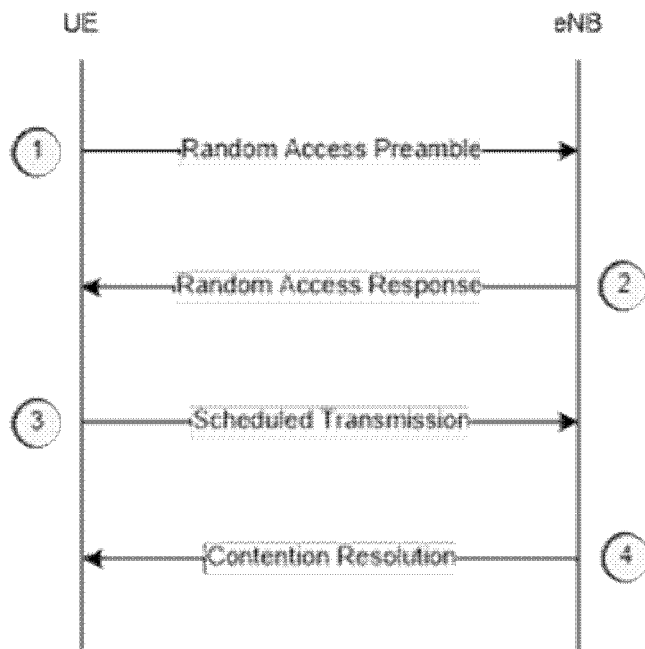 UE eNB
1 Random Access Preamble
Random Access Response 2
3 Scheduled Transmission
Contention Resolution 4